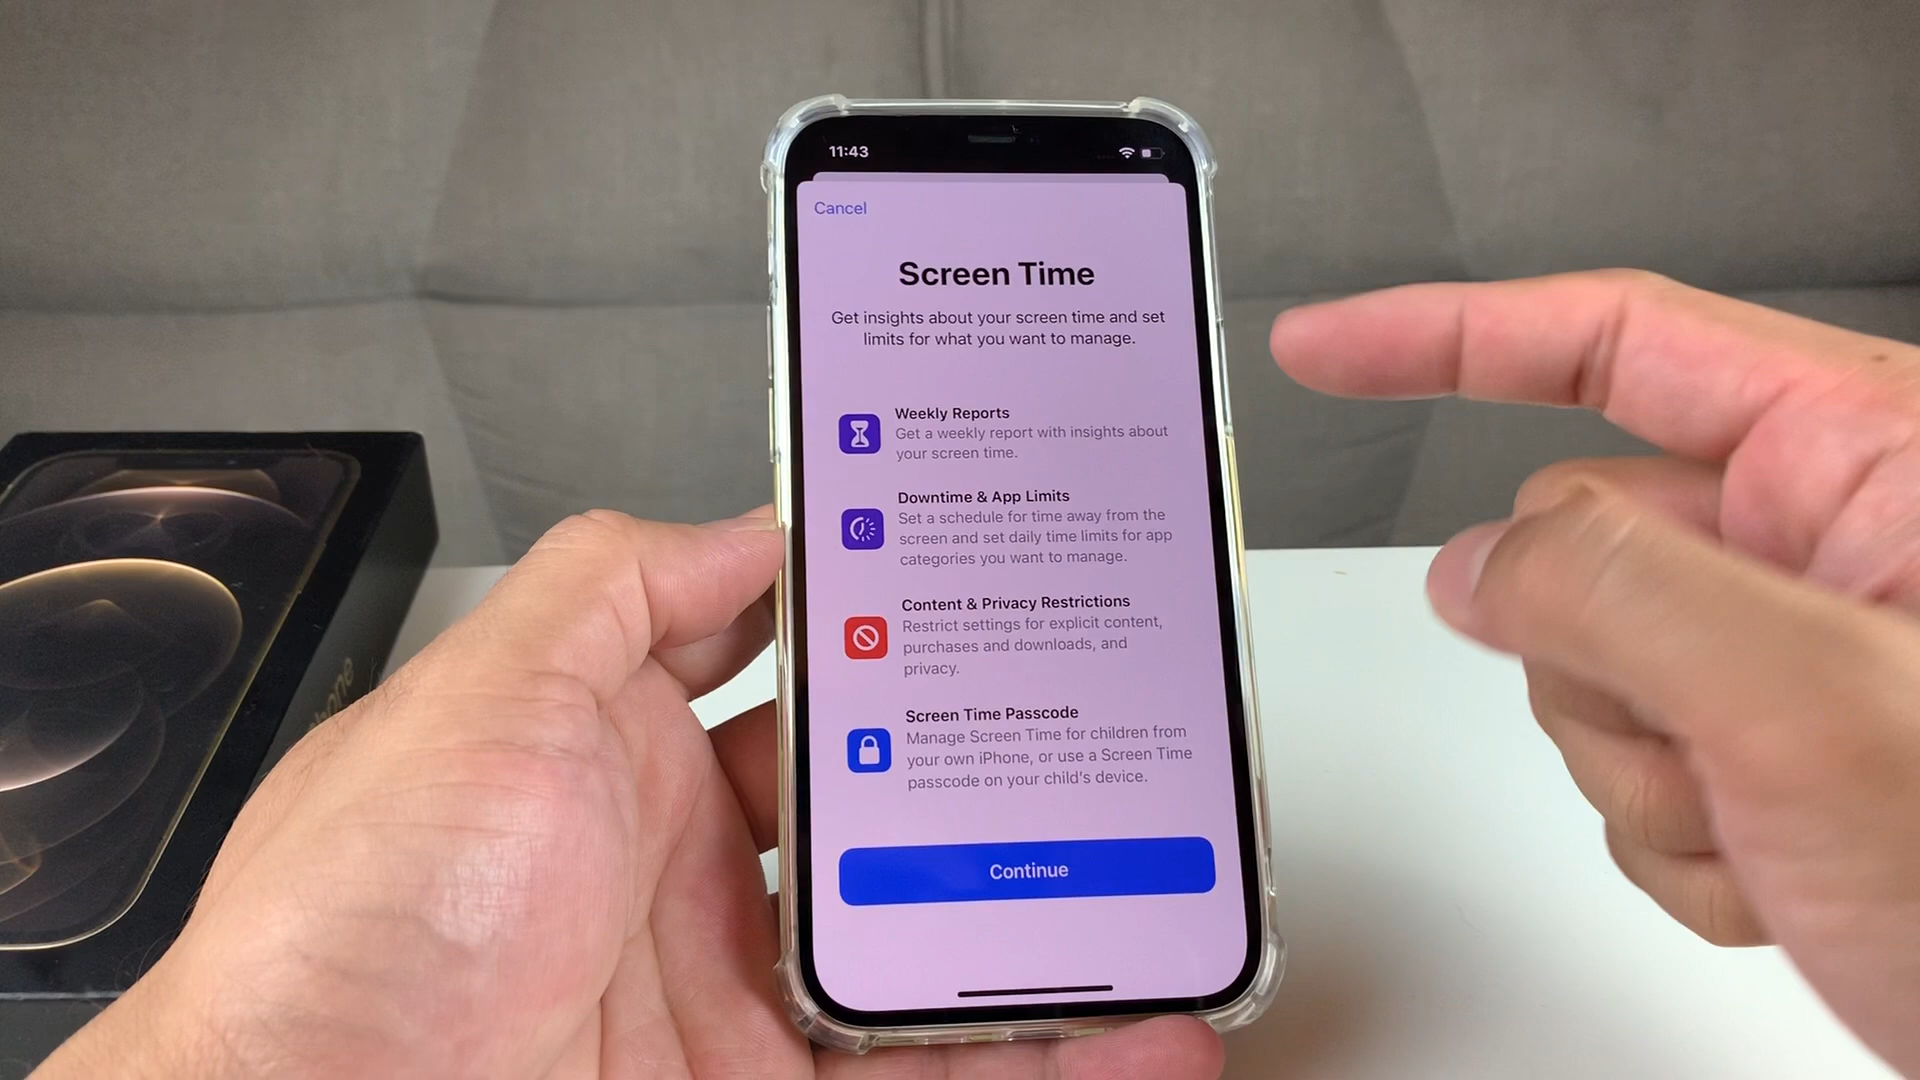 11:43
Cancel
Screen Time
Get insights about your screen time and set
limits for what you want to manage.
Weekly Reports
Get a weekly report with insights about
your screen time.
Downtime & App Limits
Set a schedule for time away from the
screen and set daily time limits for app
categories you want to manage.
Content & Privacy Restrictions
Restrict settings for explicit content,
purchases and downloads, and
privacy.
Screen Time Passcode
Manage Screen Time for children from
your own iPhone, or use a Screen Time
passcode on your child's device.
Continue